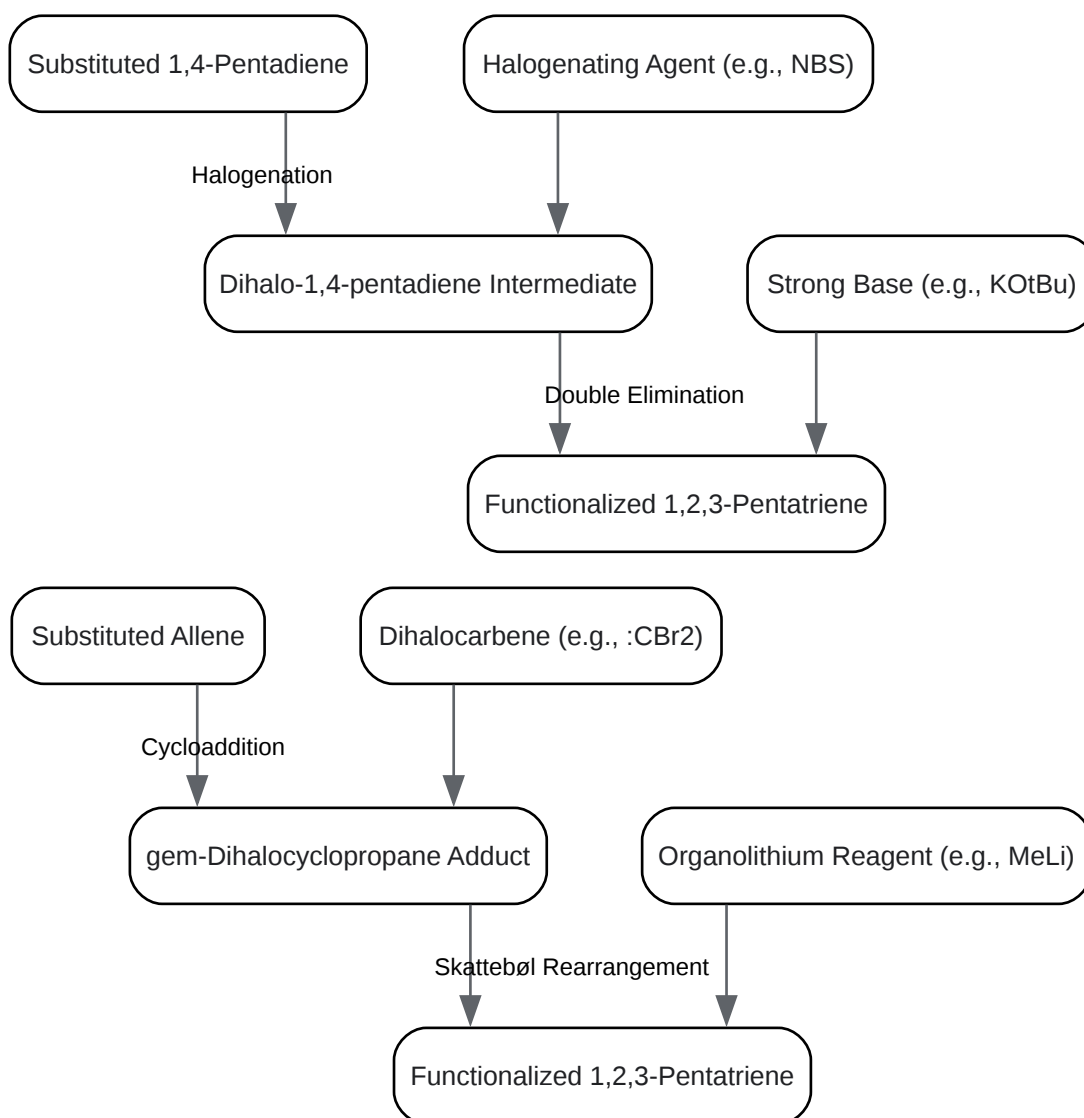 Substituted 1,4-Pentadiene
Halogenating Agent (e.g., NBS)
Halogenation
Dihalo-1,4-pentadiene Intermediate
Strong Base (e.g., KOtBu)
Double Elimination
Functionalized 1,2,3-Pentatriene
Substituted Allene
Dihalocarbene (e.g., :CBr2)
Cycloaddition
gem-Dihalocyclopropane Adduct
Organolithium Reagent (e.g., MeLi)
Skattebøl Rearrangement
Functionalized 1,2,3-Pentatriene